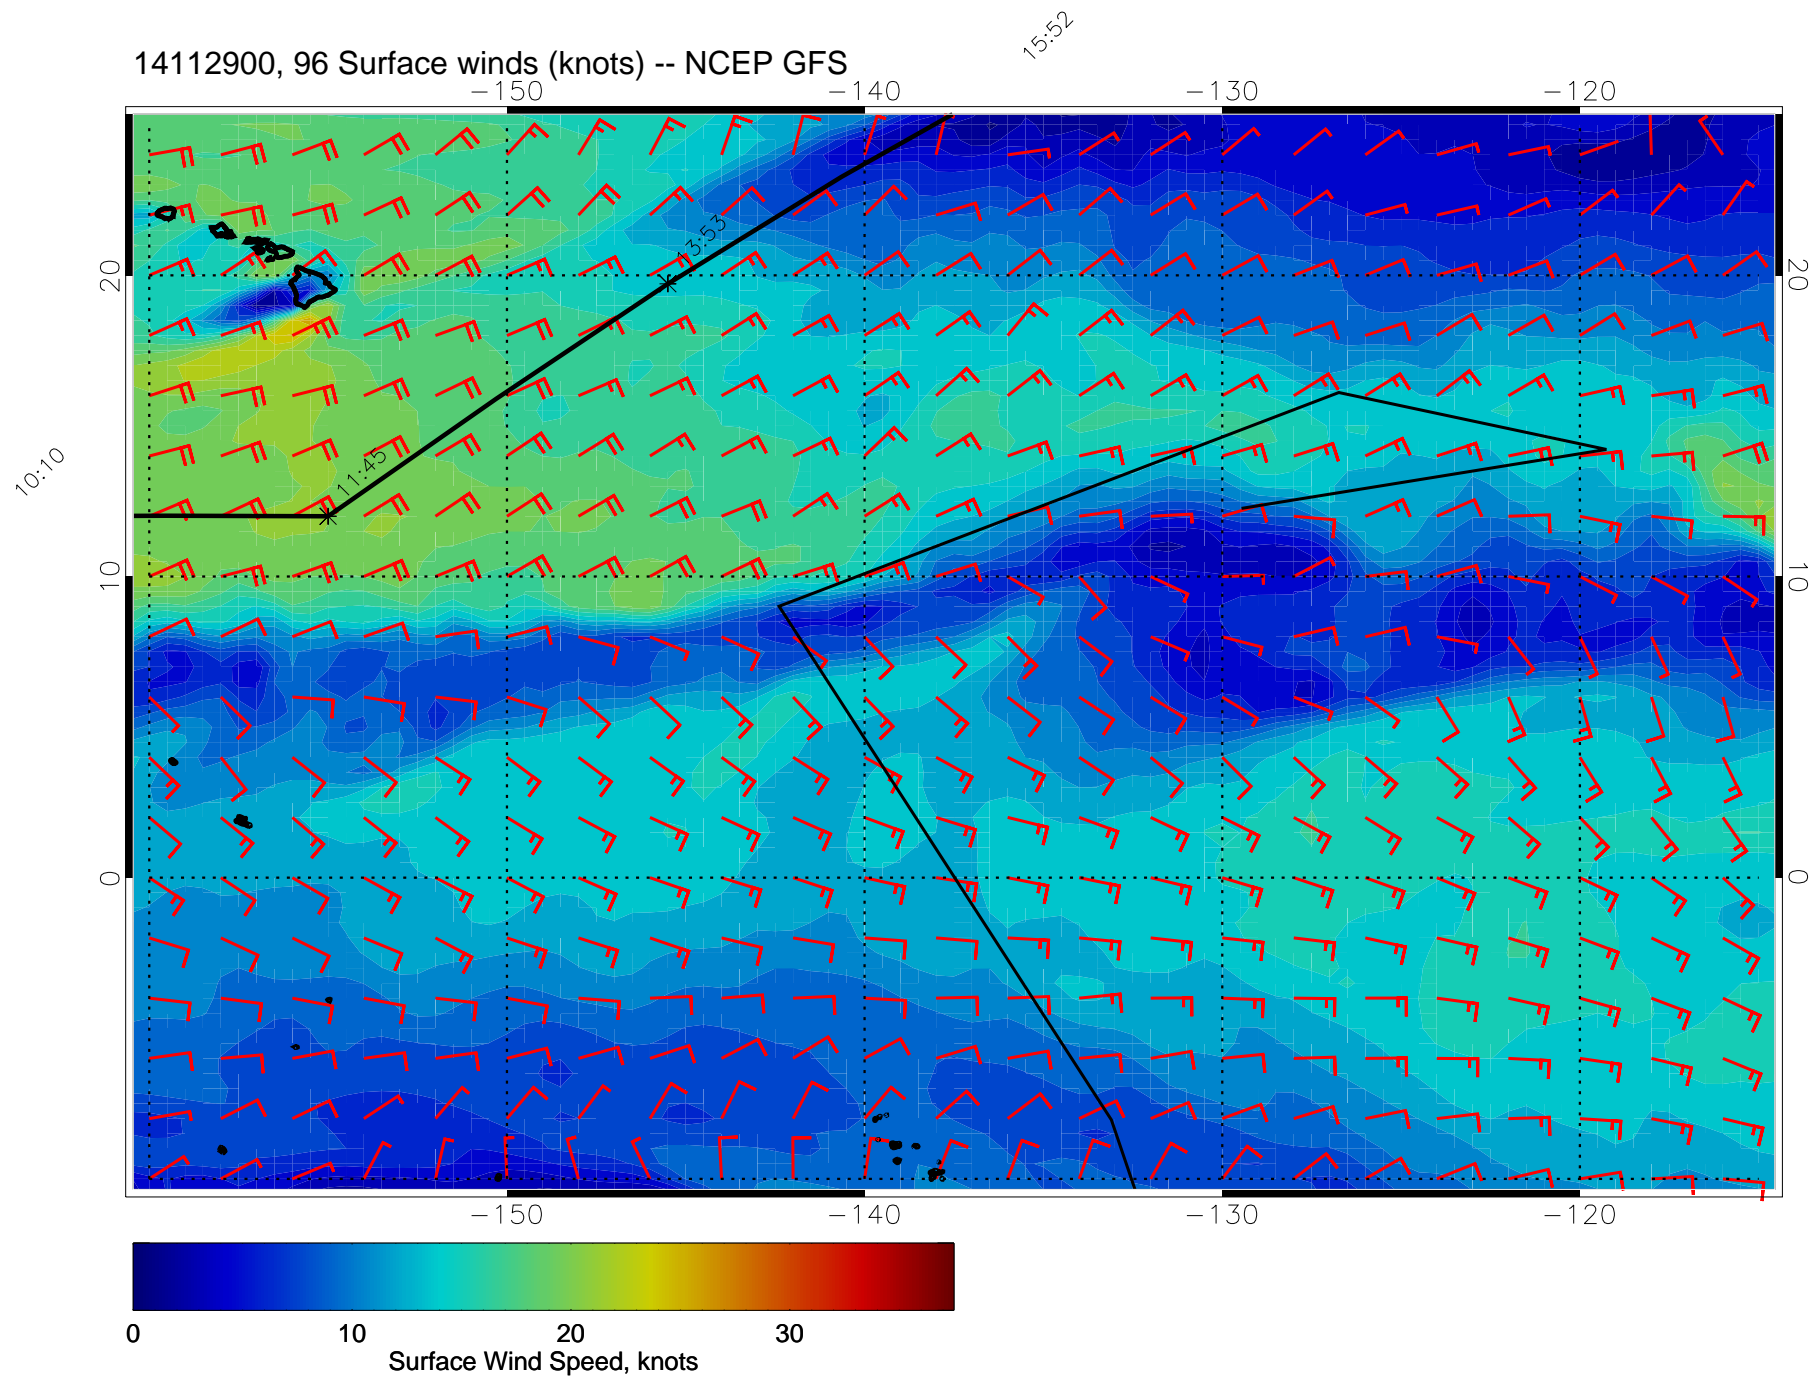 15:52
14112900, 96 Surface winds (knots) -- NCEP GFS
-150 -140 -130 -120
13:53
20 20
11:45
10:10
10 10
0 0
-150 -140 -130 -120
0 10 20 30
Surface Wind Speed, knots